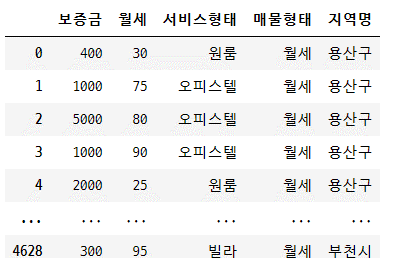 보증금 월세 서비스형태 매물형태 지역명
0 400 30 원룸 월세 용산구
1 1000 75 오피스텔 월세 용산구
2 5000 80 오피스텔 월세 용산구
3 1000 90 오피스텔 월세 용산구
4 2000 25 원룸 월세 용산구
... ... ... ... ... ...
4628 300 95 빌라 월세 부천시